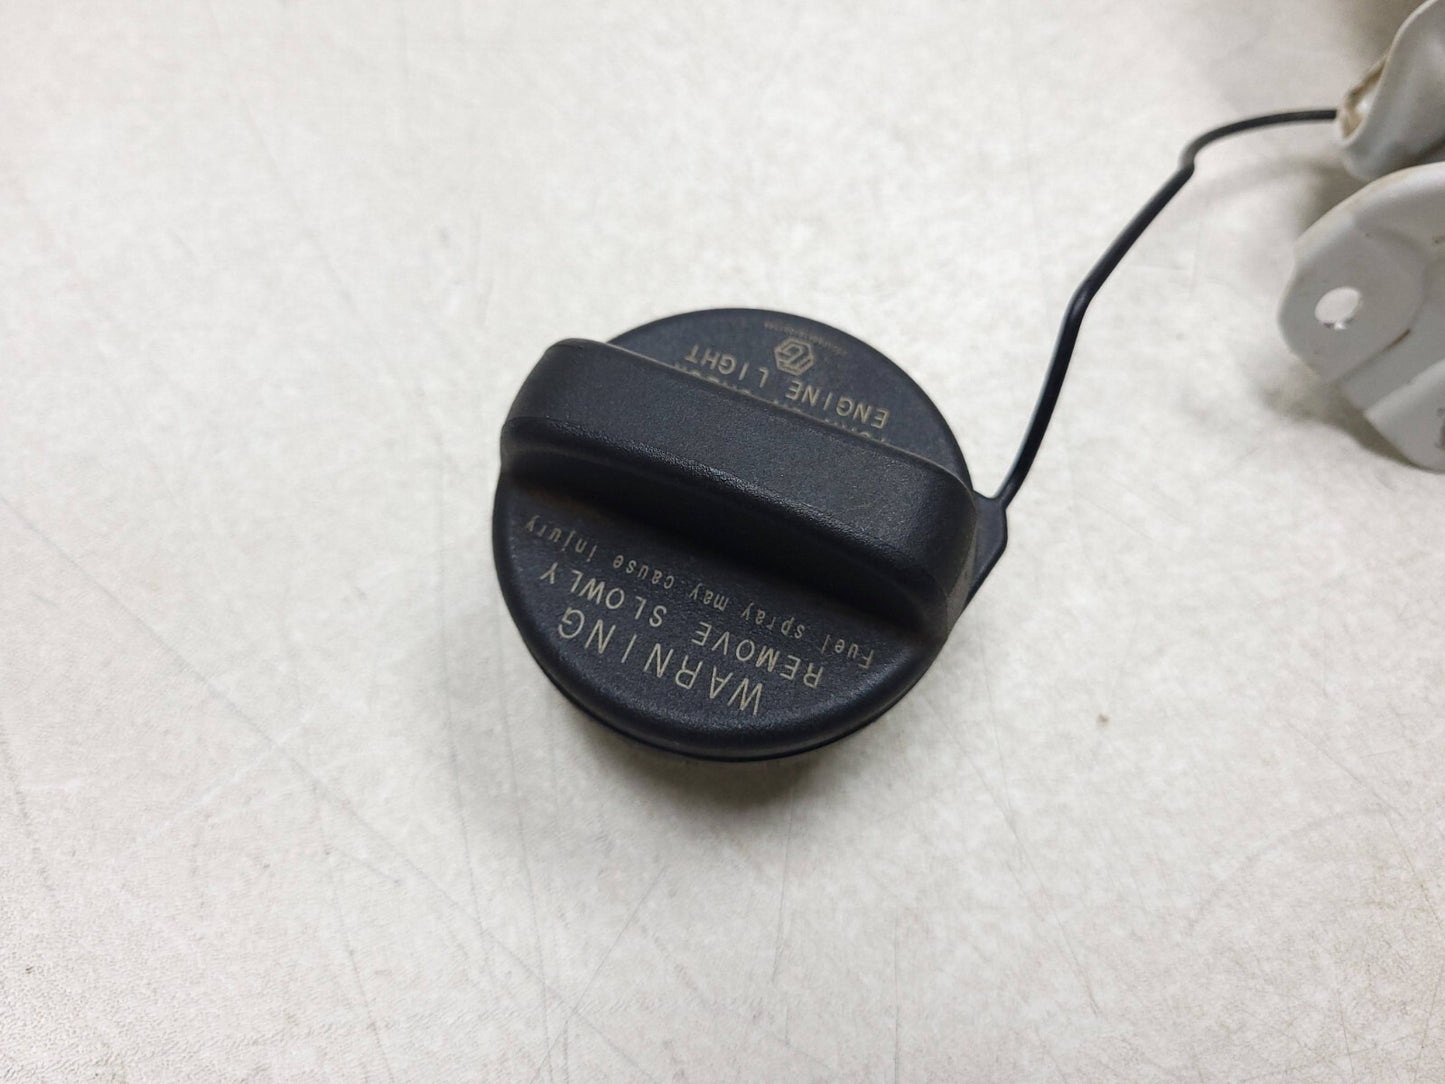 WARNING
REMOVE SLOWLY
Fuel spray may cause injury
ENGINE LIGHT